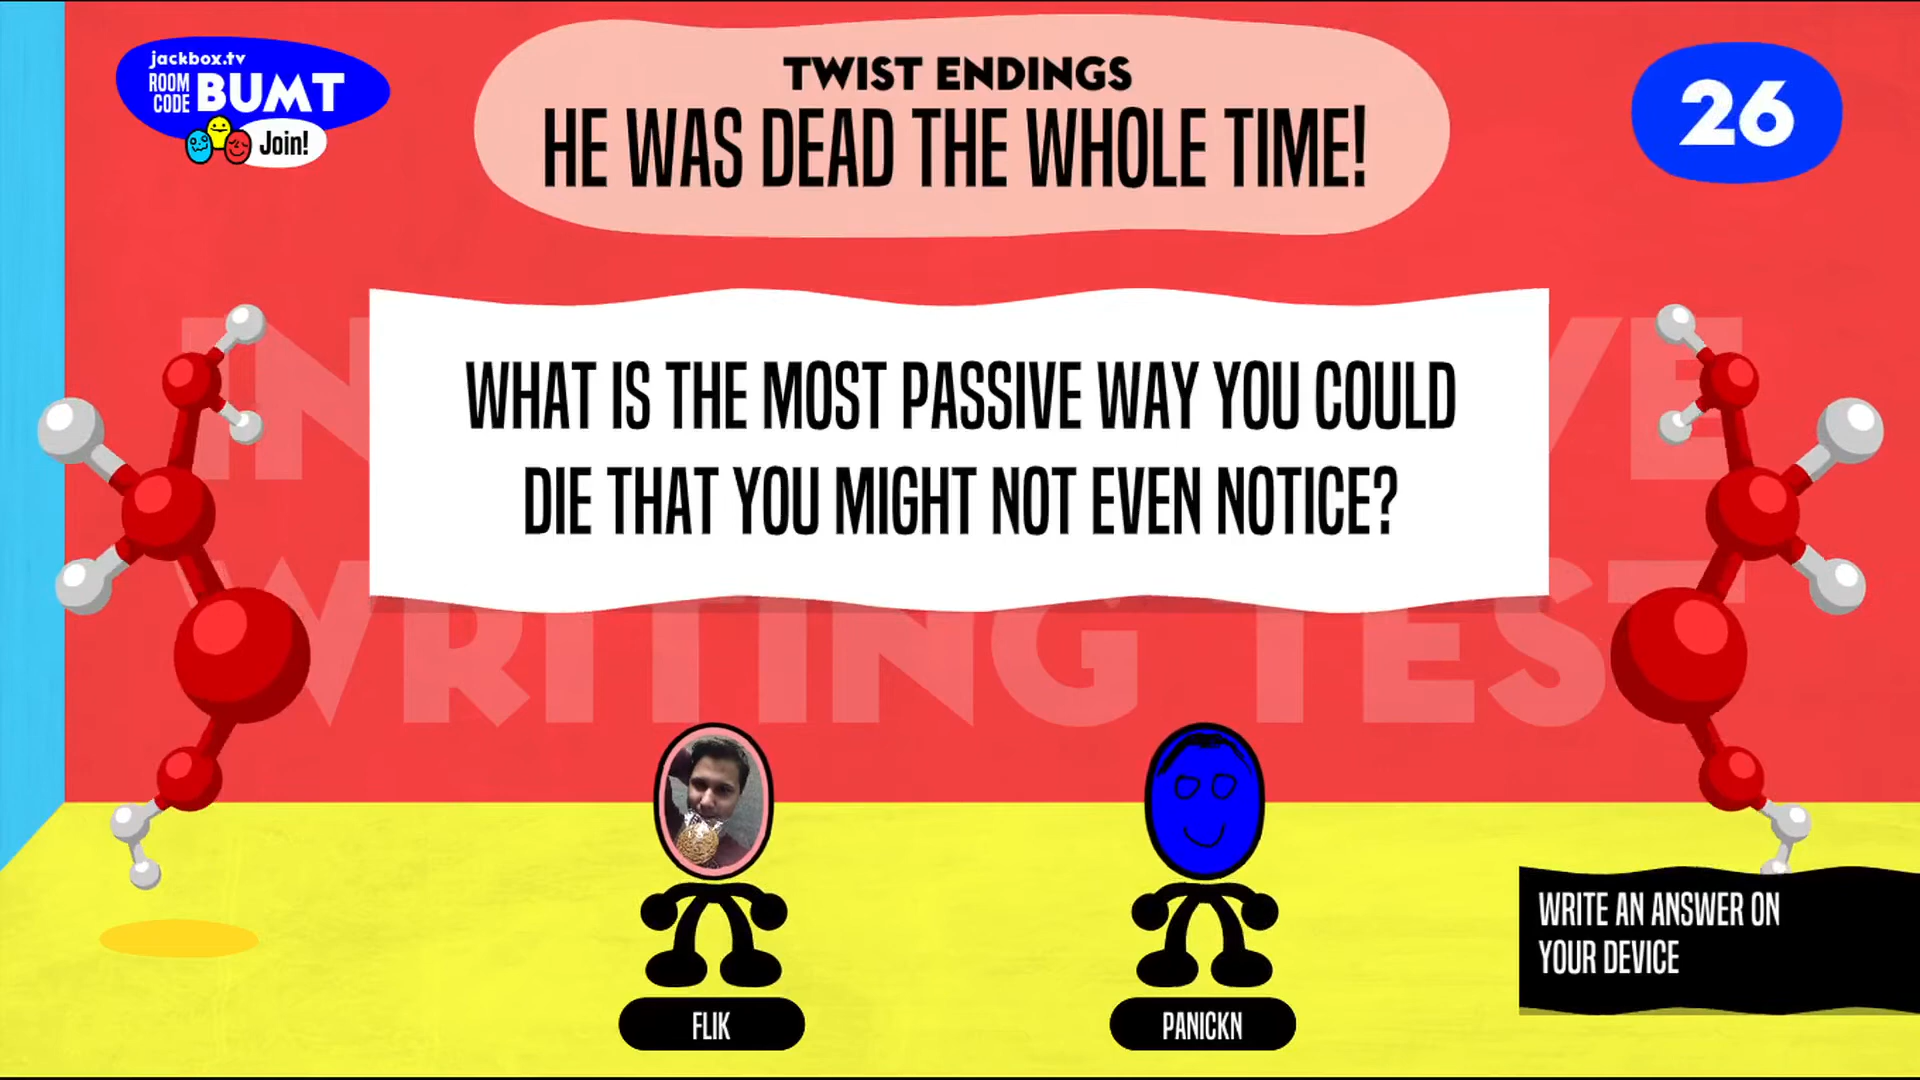 jackbox.tv
ROOM CODE BUMT
Join!
TWIST ENDINGS
HE WAS DEAD THE WHOLE TIME!
26
WHAT IS THE MOST PASSIVE WAY YOU COULD
DIE THAT YOU MIGHT NOT EVEN NOTICE?
WRITING TEST
FLIK
PANICKN
WRITE AN ANSWER ON
YOUR DEVICE